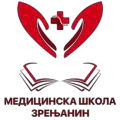 МЕДИЦИНСКА ШКОЛА
ЗРЕЊАНИН